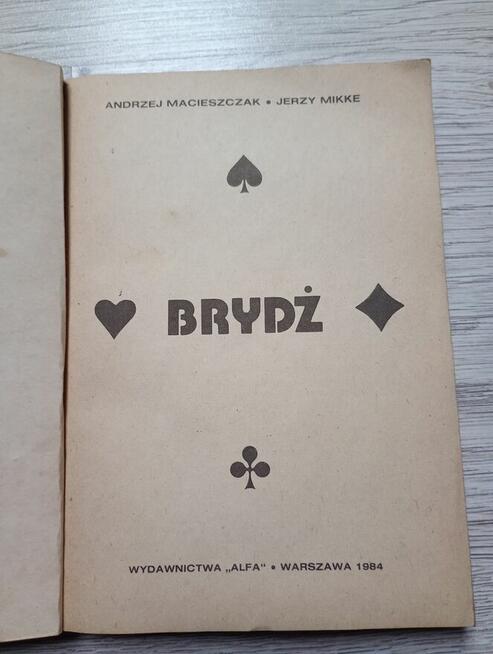 ANDRZEJ MACIESZCZAK • JERZY MIKKE
BRYDŻ
WYDAWNICTWA „ALFA“ • WARSZAWA 1984